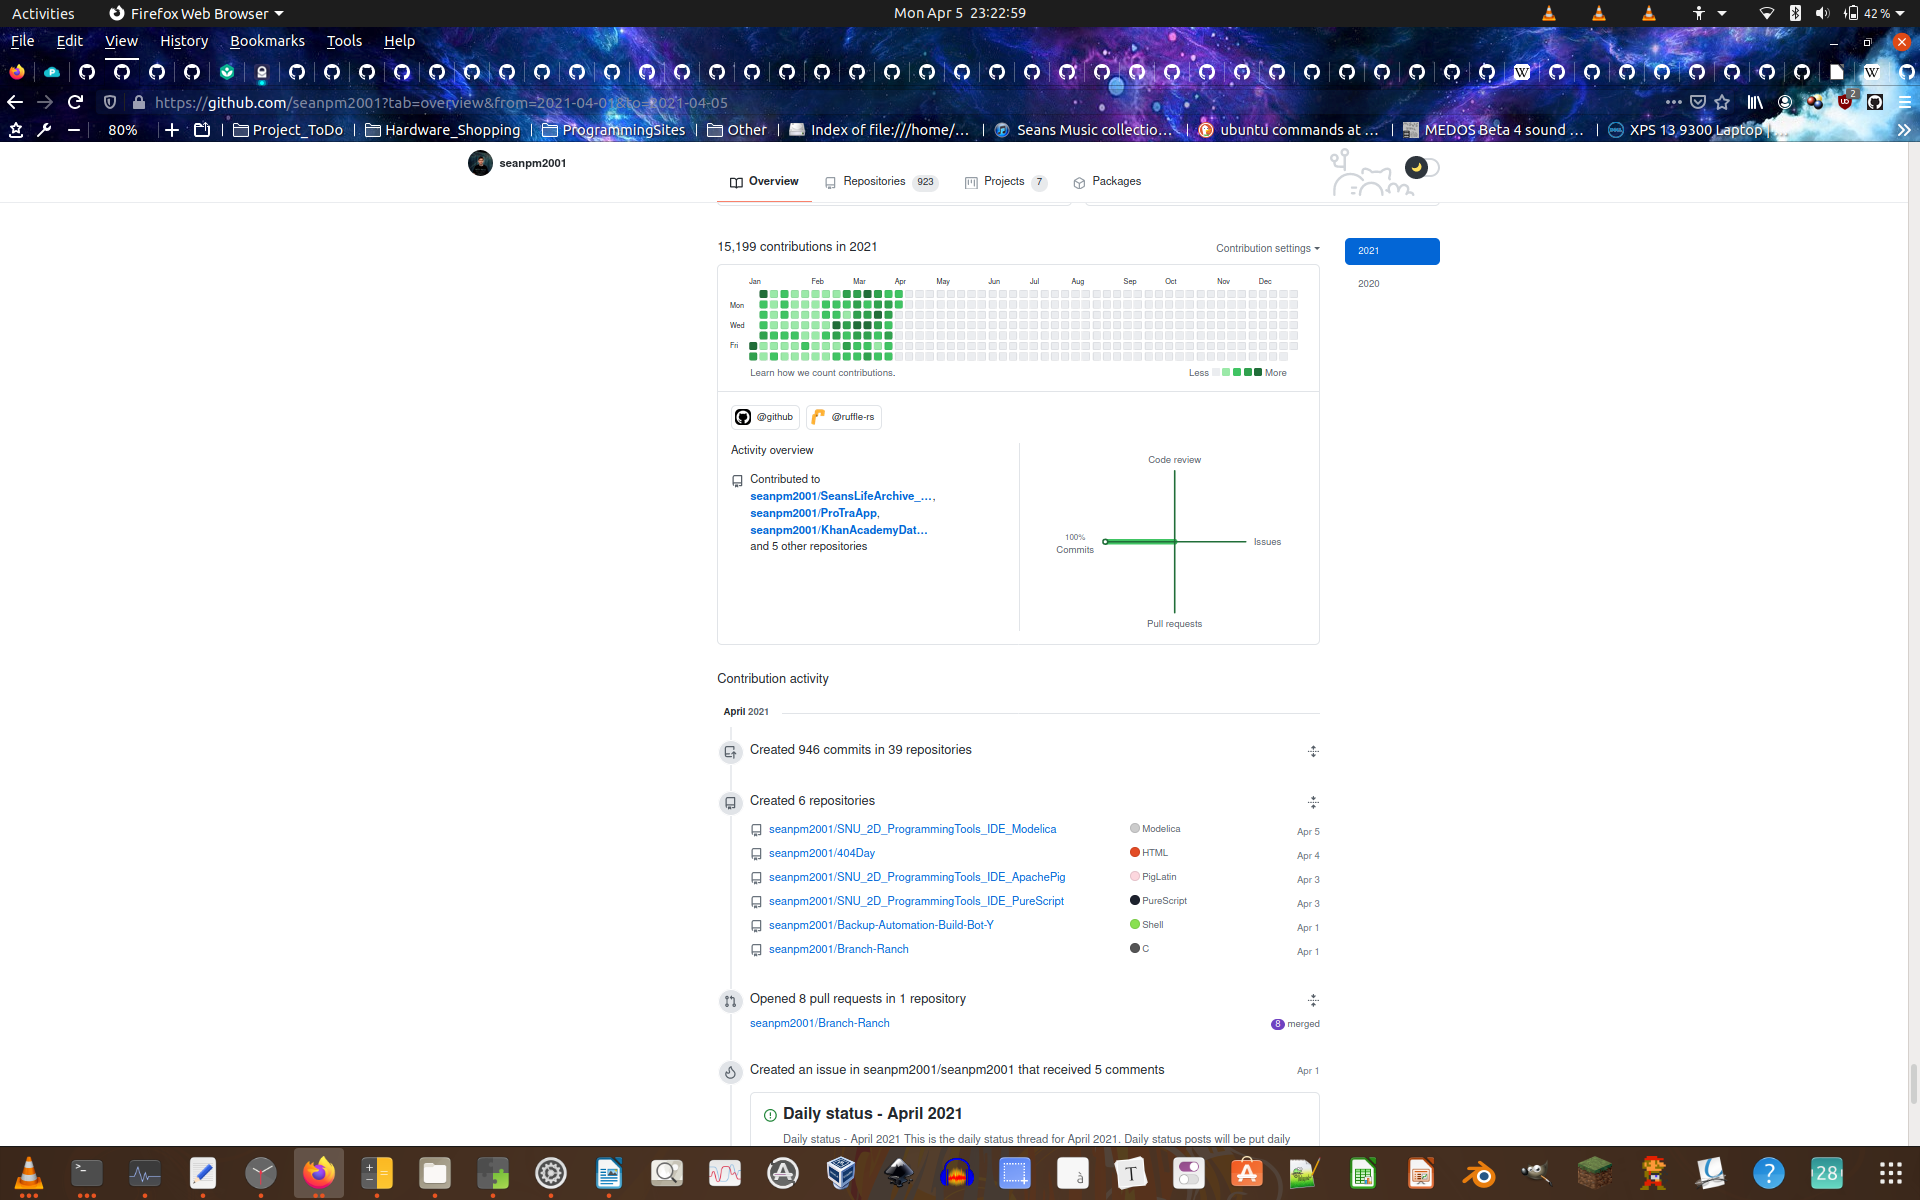 Activities
Firefox Web Browser
Mon Apr 5 23:22:59
42 %
File Edit View History Bookmarks Tools Help
https://github.com/seanpm2001?tab=overview&from=2021-04-01&to=2021-04-05
2
80%
Project_ToDo
Hardware_Shopping
ProgrammingSites
Other
Index of file:///home/...
Seans Music collectio...
ubuntu commands at ...
MEDOS Beta 4 sound ...
XPS 13 9300 Laptop | ...
seanpm2001
Overview
Repositories 923
Projects 7
Packages
15,199 contributions in 2021
Contribution settings
2021
2020
Jan Feb Mar Apr May Jun Jul Aug Sep Oct Nov Dec
Mon
Wed
Fri
Learn how we count contributions.
Less More
@github
@ruffle-rs
Activity overview
Contributed to
seanpm2001/SeansLifeArchive_...,
seanpm2001/ProTraApp,
seanpm2001/KhanAcademyDat...
and 5 other repositories
Code review
100%
Commits
Issues
Pull requests
Contribution activity
April 2021
Created 946 commits in 39 repositories
Created 6 repositories
seanpm2001/SNU_2D_ProgrammingTools_IDE_Modelica Modelica Apr 5
seanpm2001/404Day HTML Apr 4
seanpm2001/SNU_2D_ProgrammingTools_IDE_ApachePig PigLatin Apr 3
seanpm2001/SNU_2D_ProgrammingTools_IDE_PureScript PureScript Apr 3
seanpm2001/Backup-Automation-Build-Bot-Y Shell Apr 1
seanpm2001/Branch-Ranch C Apr 1
Opened 8 pull requests in 1 repository
seanpm2001/Branch-Ranch 8 merged
Created an issue in seanpm2001/seanpm2001 that received 5 comments Apr 1
Daily status - April 2021
Daily status - April 2021 This is the daily status thread for April 2021. Daily status posts will be put daily
28